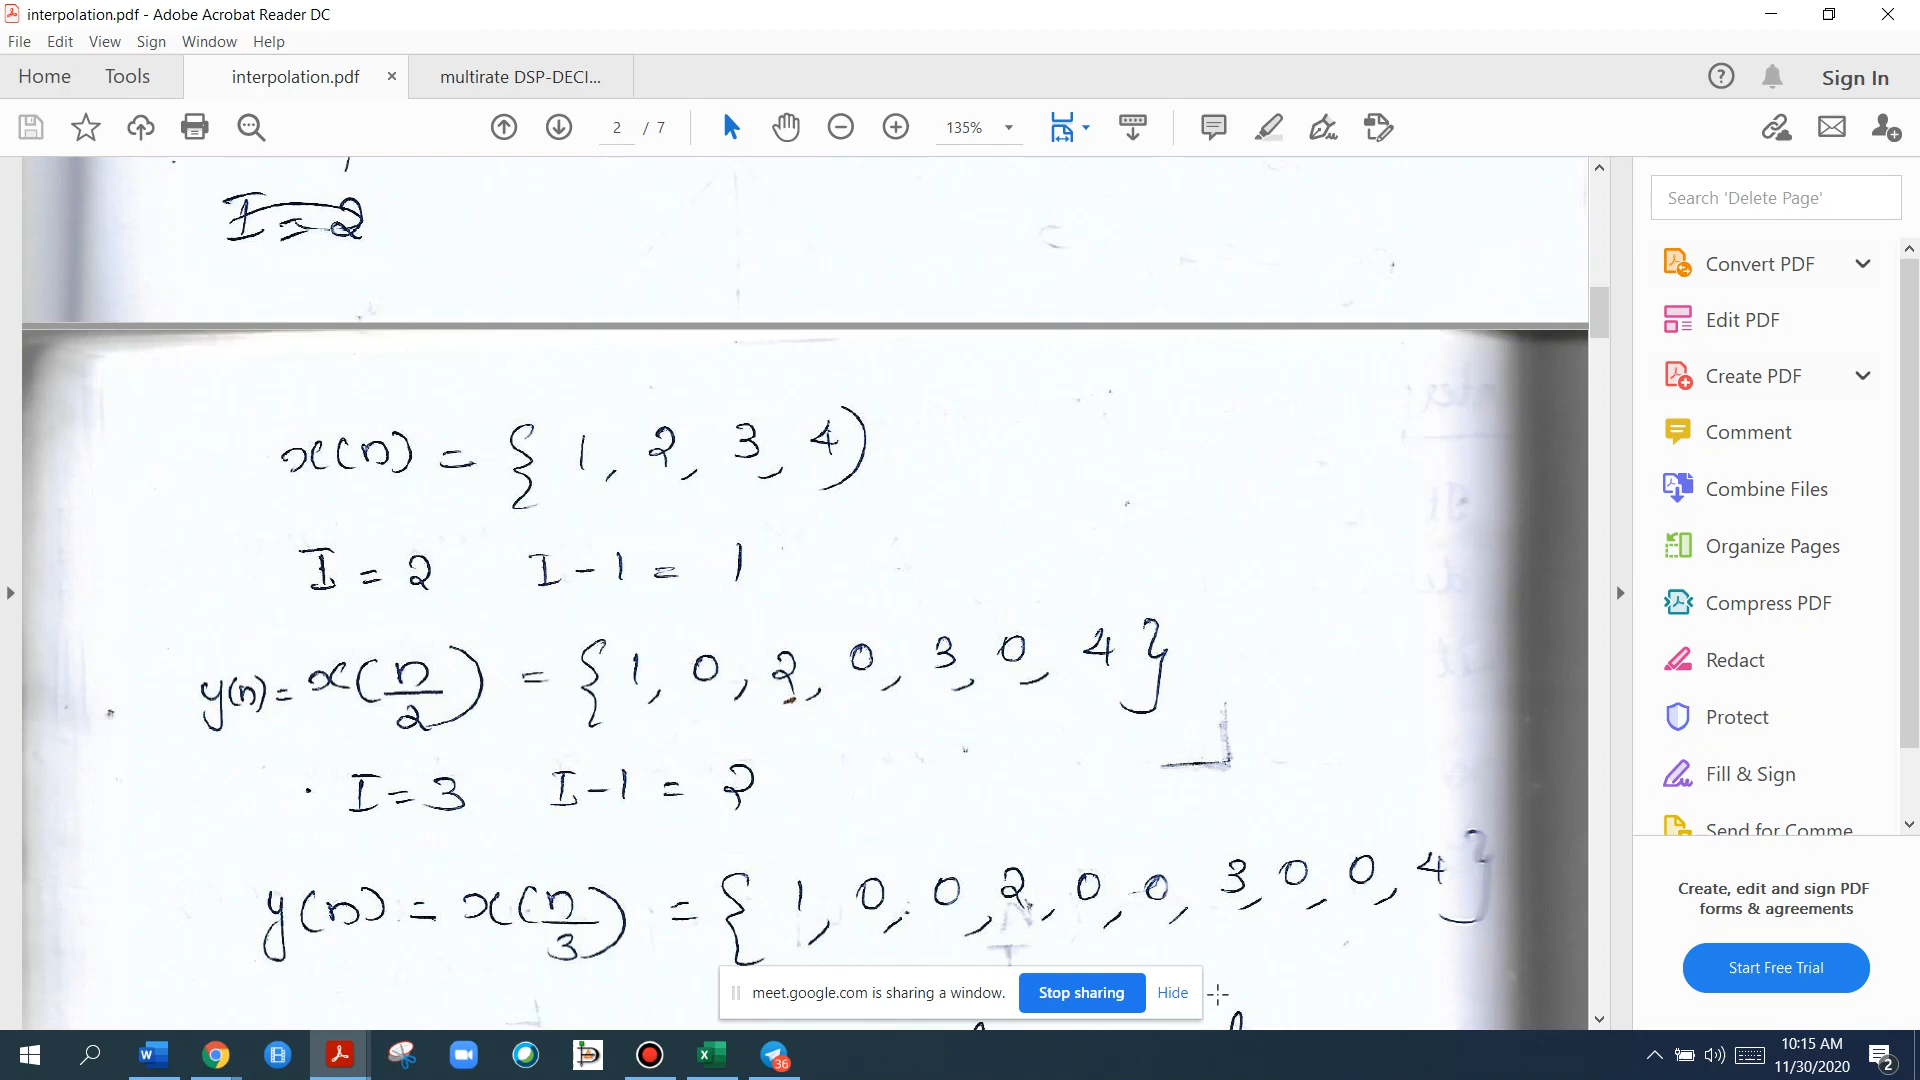 interpolation.pdf - Adobe Acrobat Reader DC
File Edit View Sign Window Help
Home Tools interpolation.pdf × multirate DSP-DECI... Sign In
2 / 7 135%
I = 2
x(n) = { 1, 2, 3, 4 )
I = 2 I - 1 = 1
y(n) = x(n/2) = { 1, 0, 2, 0, 3, 0, 4 }
I = 3 I - 1 = 2
y(n) = x(n/3) = { 1, 0, 0, 2, 0, 0, 3, 0, 0, 4 }
Search 'Delete Page'
Convert PDF
Edit PDF
Create PDF
Comment
Combine Files
Organize Pages
Compress PDF
Redact
Protect
Fill & Sign
Send for Comme
Create, edit and sign PDF
forms & agreements
Start Free Trial
meet.google.com is sharing a window. Stop sharing Hide
36
10:15 AM
11/30/2020
2